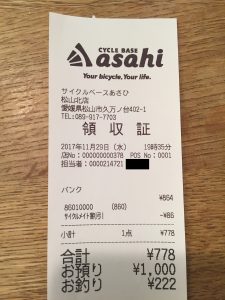 CYCLE BASE
asahi
Your bicycle, Your life.
サイクルベースあさひ
松山北店
愛媛県松山市久万ノ台402-1
TEL:089-917-7703
領収証
2017年11月29日(水) 19時35分
店No:000000000378 POS No:0001
担当者:0000214721
パンク
¥864
86010000 (860)
サイクルメイト割(引) -¥86
小計 1点 ¥778
合計 ¥778
お預り ¥1,000
お釣り ¥222